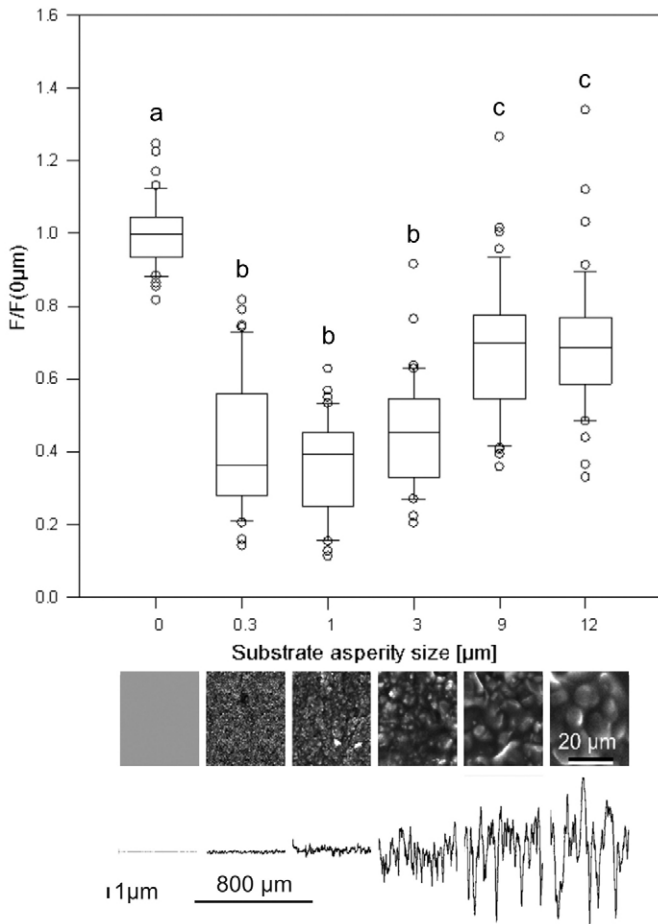 1.6
1.4
1.2
1.0
0.8
0.6
0.4
0.2
0.0
F/F(0µm)
a
b
b
b
c
c
0 0.3 1 3 9 12
Substrate asperity size [µm]
20 µm
1µm
800 µm